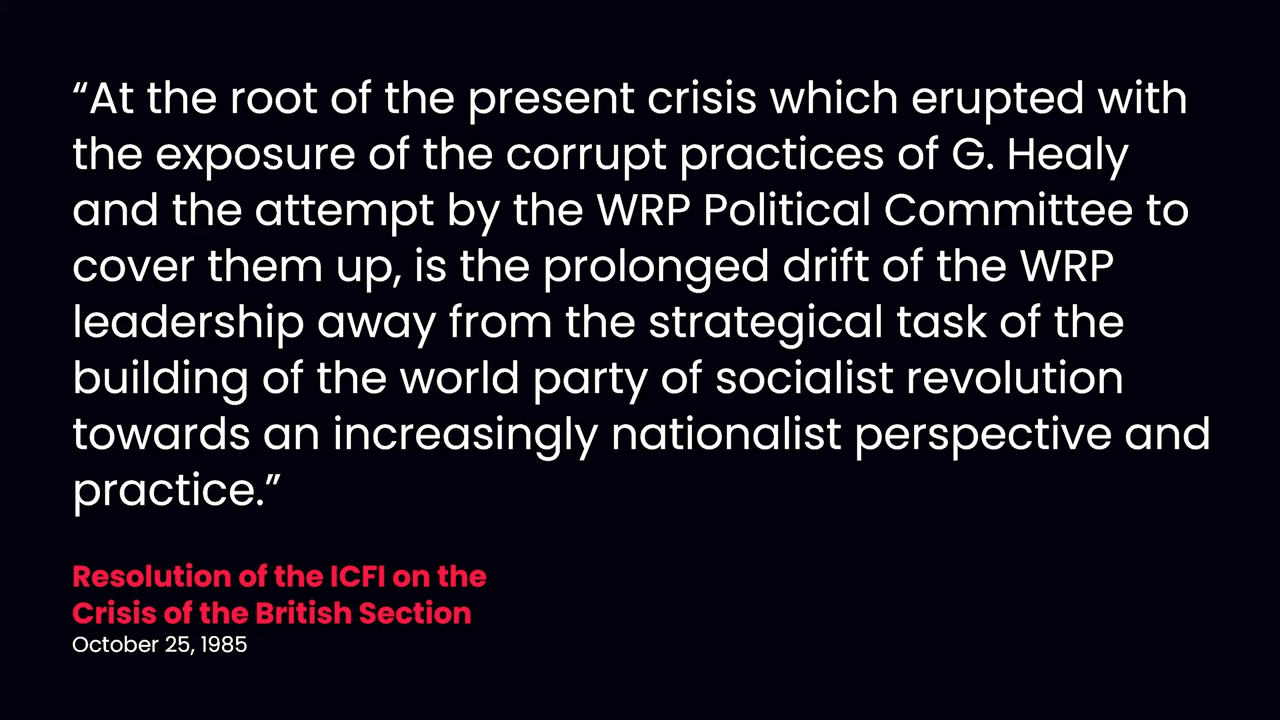 “At the root of the present crisis which erupted with
the exposure of the corrupt practices of G. Healy
and the attempt by the WRP Political Committee to
cover them up, is the prolonged drift of the WRP
leadership away from the strategical task of the
building of the world party of socialist revolution
towards an increasingly nationalist perspective and
practice.”
Resolution of the ICFI on the
Crisis of the British Section
October 25, 1985